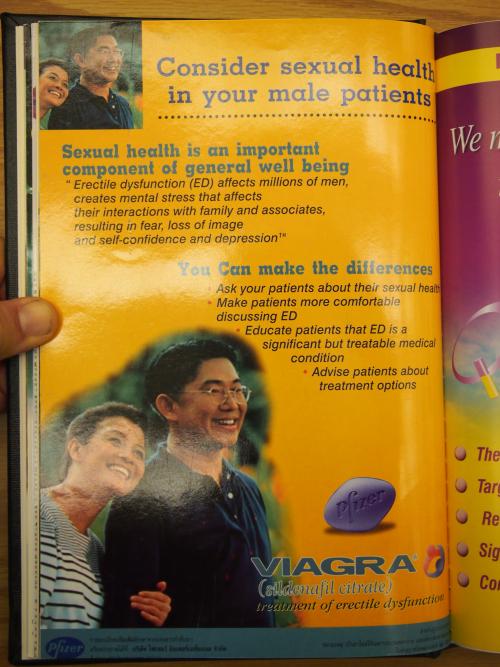 Consider sexual health
in your male patients
Sexual health is an important
component of general well being
" Erectile dysfunction (ED) affects millions of men,
creates mental stress that affects
their interactions with family and associates,
resulting in fear, loss of image
and self-confidence and depression"
You Can make the differences
• Ask your patients about their sexual health
• Make patients more comfortable
discussing ED
• Educate patients that ED is a
significant but treatable medical
condition
• Advise patients about
treatment options
Pfizer
VIAGRA
(sildenafil citrate)
treatment of erectile dysfunction
Pfizer
We
The
Targ
Re
Sig
Co